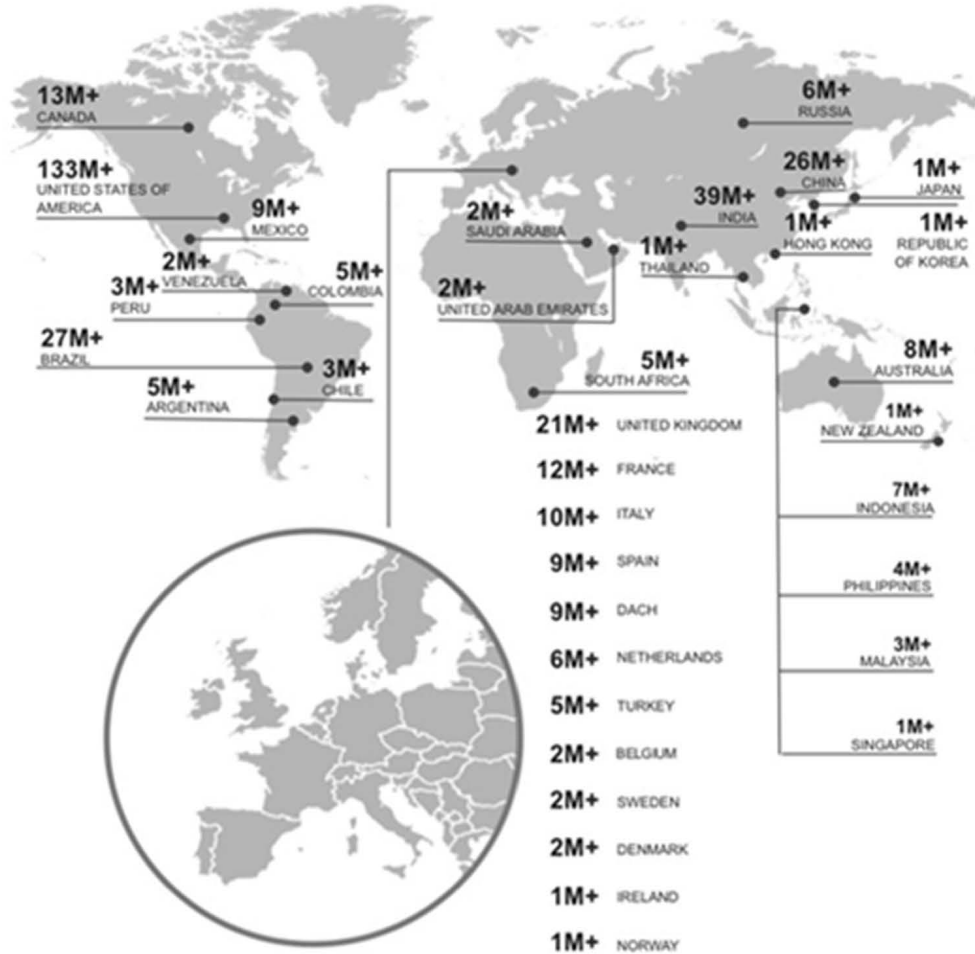 13M+
CANADA
133M+
UNITED STATES OF
AMERICA
9M+
MEXICO
2M+
VENEZUELA
5M+
COLOMBIA
3M+
PERU
27M+
BRAZIL
3M+
CHILE
5M+
ARGENTINA
6M+
RUSSIA
26M+
CHINA
1M+
JAPAN
39M+
INDIA
2M+
SAUDI ARABIA
1M+
HONG KONG
1M+
REPUBLIC
OF KOREA
1M+
THAILAND
2M+
UNITED ARAB EMIRATES
5M+
SOUTH AFRICA
8M+
AUSTRALIA
1M+
NEW ZEALAND
21M+ UNITED KINGDOM
12M+ FRANCE
10M+ ITALY
9M+ SPAIN
9M+ DACH
6M+ NETHERLANDS
5M+ TURKEY
2M+ BELGIUM
2M+ SWEDEN
2M+ DENMARK
1M+ IRELAND
1M+ NORWAY
7M+
INDONESIA
4M+
PHILIPPINES
3M+
MALAYSIA
1M+
SINGAPORE